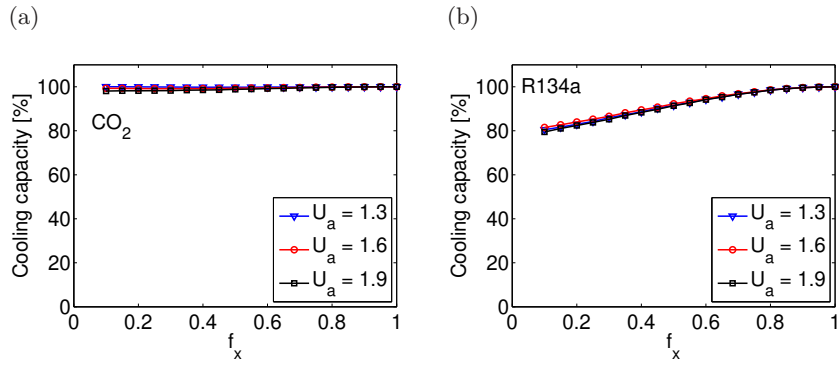 (a)
Cooling capacity [%]
100
80
60
40
20
0
CO2
U_a = 1.3
U_a = 1.6
U_a = 1.9
0 0.2 0.4 0.6 0.8 1
f_x
(b)
Cooling capacity [%]
100
80
60
40
20
0
R134a
U_a = 1.3
U_a = 1.6
U_a = 1.9
0 0.2 0.4 0.6 0.8 1
f_x